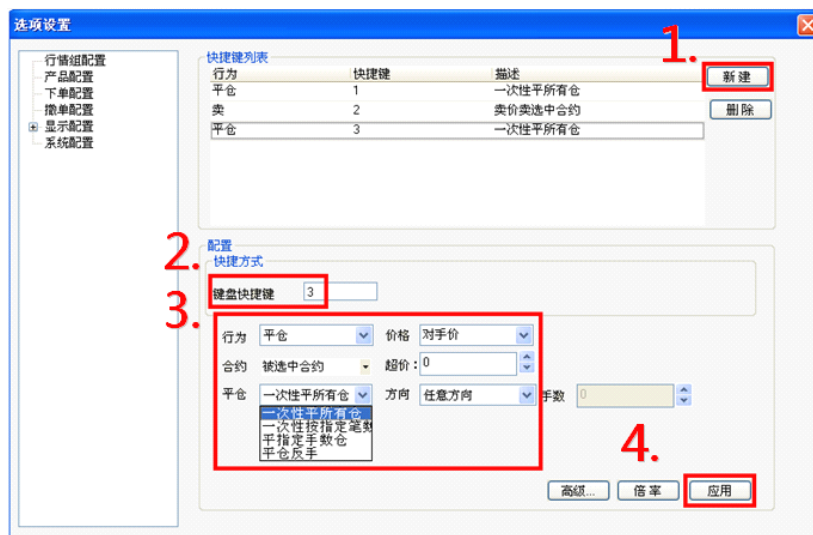 选项设置
行情组配置
产品配置
下单配置
撤单配置
显示配置
系统配置
快捷键列表
行为 快捷键 描述
平仓 1 一次性平所有仓
卖 2 卖价卖选中合约
平仓 3 一次性平所有仓
1.
新建
删除
配置
2.
快捷方式
键盘快捷键 3
3.
行为 平仓 价格 对手价
合约 被选中合约 超价: 0
平仓 一次性平所有仓 方向 任意方向 手数 0
一次性平所有仓
一次性按指定笔数
平指定手数仓
平仓反手
4.
高级... 倍率 应用